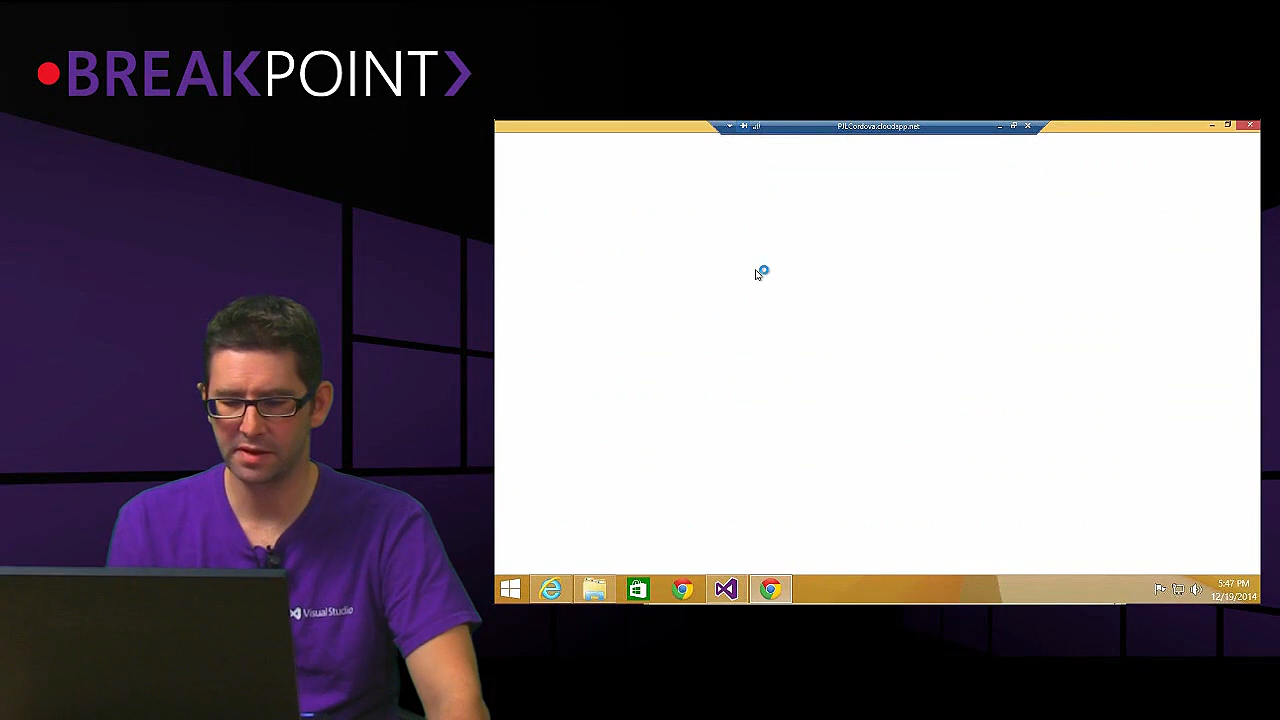 BREAKPOINT
PJLCordova.cloudapp.net
Visual Studio
5:47 PM
12/19/2014